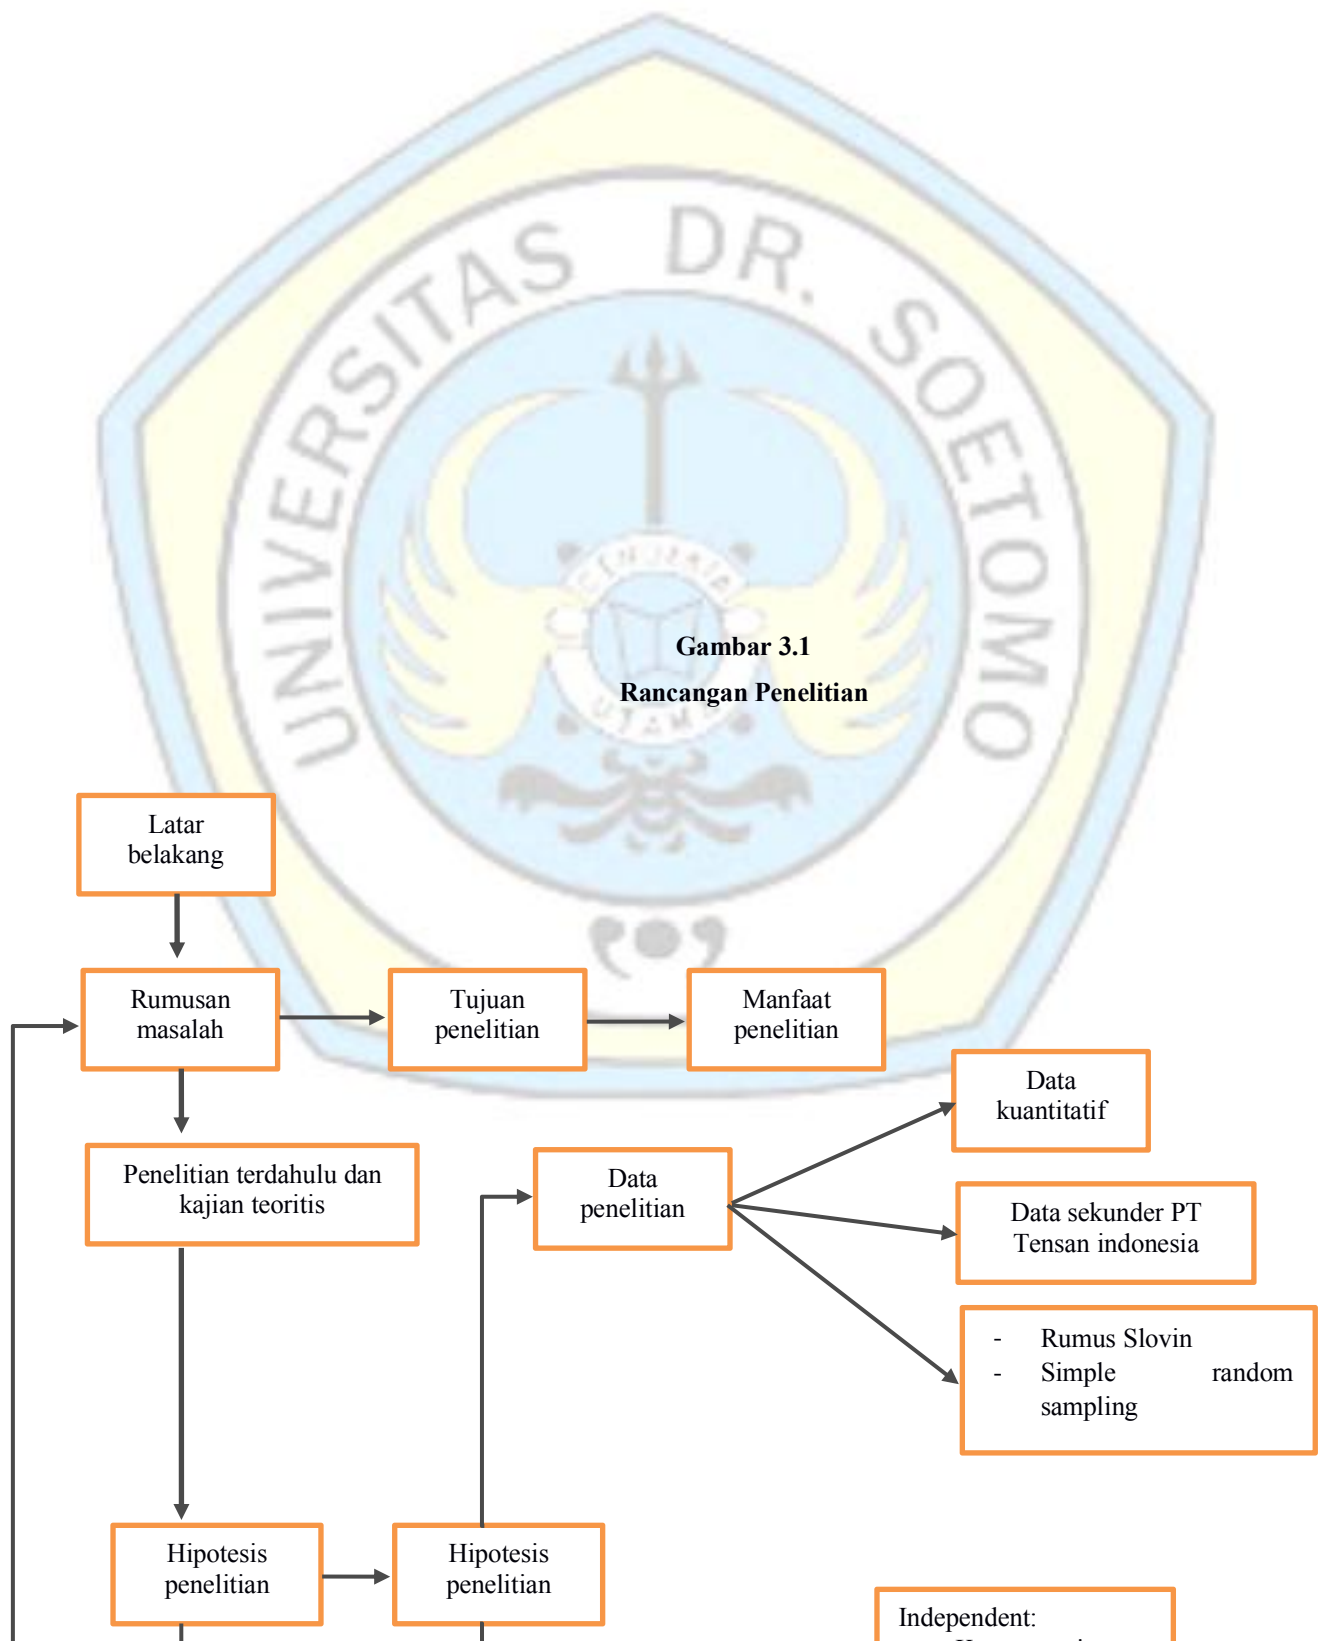 UNIVERSITAS DR. SOETOMO
CENDEKIA
UTAMA
Gambar 3.1
Rancangan Penelitian
Latar
belakang
Rumusan
masalah
Tujuan
penelitian
Manfaat
penelitian
Data
kuantitatif
Penelitian terdahulu dan
kajian teoritis
Data
penelitian
Data sekunder PT
Tensan indonesia
- Rumus Slovin
- Simple random
sampling
Hipotesis
penelitian
Hipotesis
penelitian
Independent: